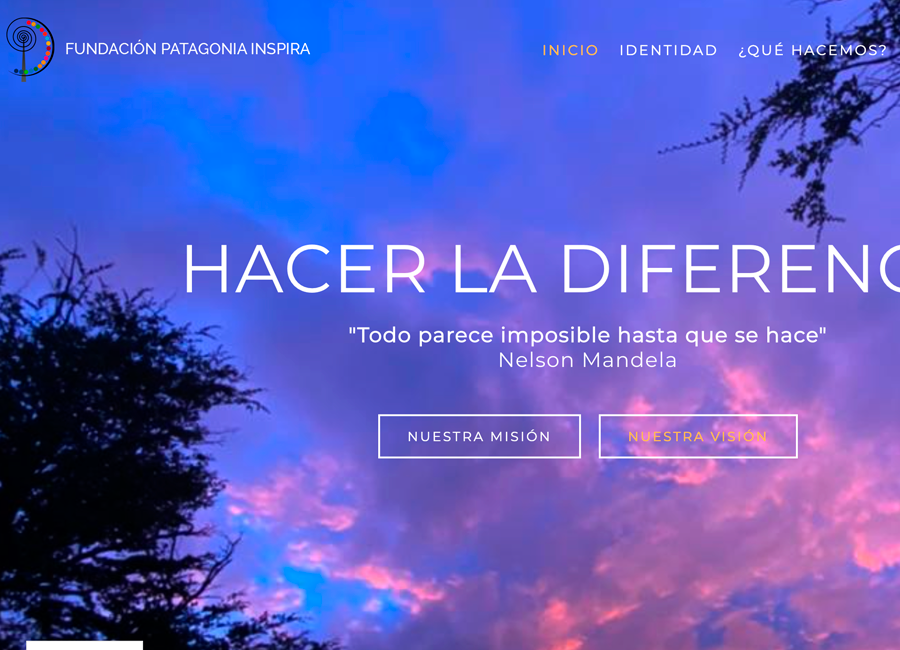 FUNDACIÓN PATAGONIA INSPIRA
INICIO IDENTIDAD ¿QUÉ HACEMOS?
HACER LA DIFERENC
"Todo parece imposible hasta que se hace"
Nelson Mandela
NUESTRA MISIÓN NUESTRA VISIÓN